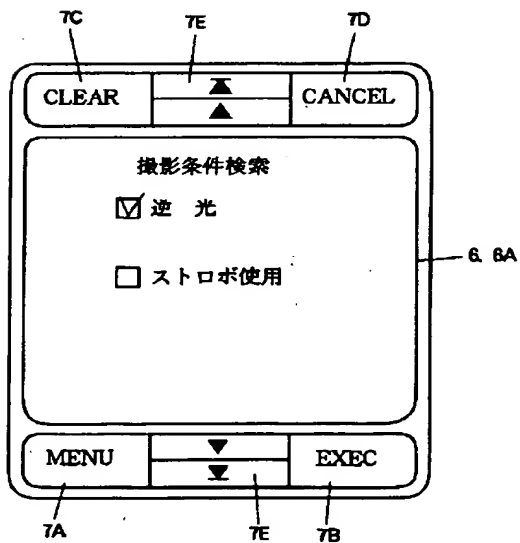 7C 7E 7D
CLEAR CANCEL
撮影条件検索
逆光
6, 6A
ストロボ使用
MENU EXEC
7A 7E 7B